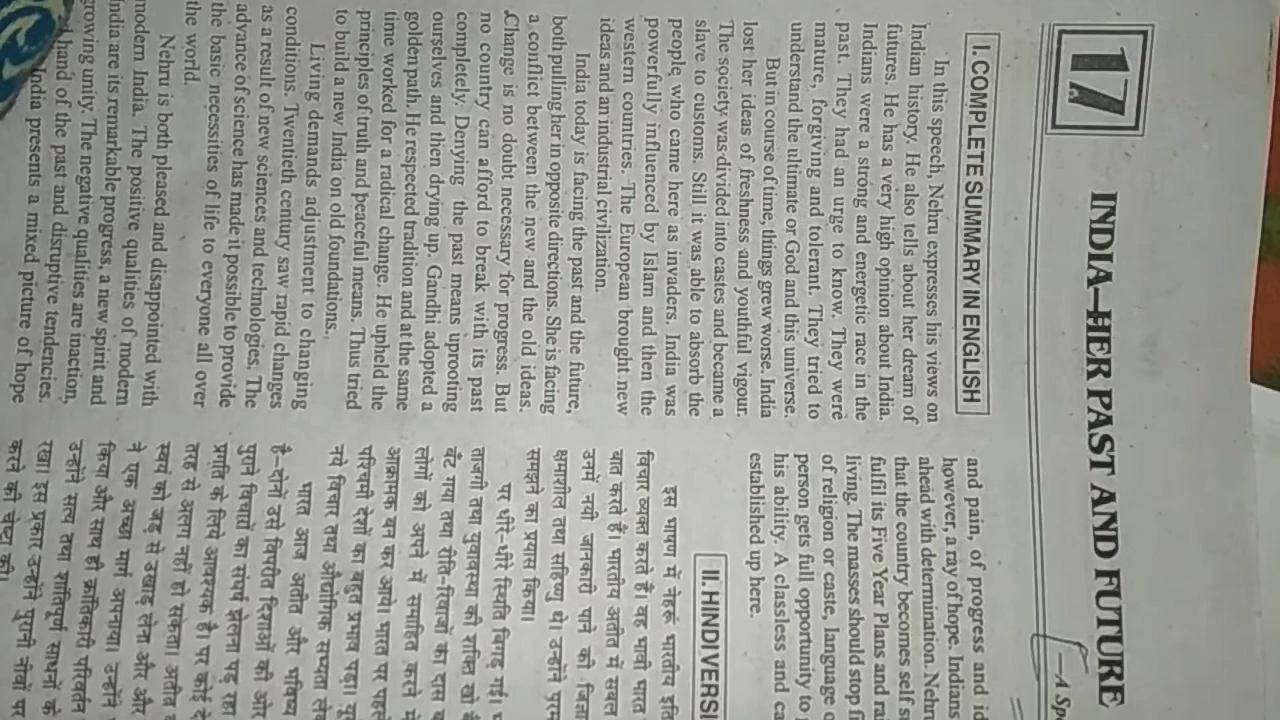 17
INDIA—HER PAST AND FUTURE
—A Sp
I. COMPLETE SUMMARY IN ENGLISH
In this speech, Nehru expresses his views on
Indian history. He also tells about her dream of
futures. He has a very high opinion about India.
Indians were a strong and energetic race in the
past. They had an urge to know. They were
mature, forgiving and tolerant. They tried to
understand the ultimate or God and this universe.
But in course of time, things grew worse. India
lost her ideas of freshness and youthful vigour.
The society was divided into castes and became a
slave to customs. Still it was able to absorb the
people, who came here as invaders. India was
powerfully influenced by Islam and then the
western countries. The European brought new
ideas and an industrial civilization.
India today is facing the past and the future,
both pulling her in opposite directions. She is facing
a conflict between the new and the old ideas.
Change is no doubt necessary for progress. But
no country can afford to break with its past
completely. Denying the past means uprooting
ourselves and then drying up. Gandhi adopted a
golden path. He respected tradition and at the same
time worked for a radical change. He upheld the
principles of truth and peaceful means. Thus tried
to build a new India on old foundations.
Living demands adjustment to changing
conditions. Twentieth century saw rapid changes
as a result of new sciences and technologies. The
advance of science has made it possible to provide
the basic necessities of life to everyone all over
the world.
Nehru is both pleased and disappointed with
modern India. The positive qualities of modern
India are its remarkable progress, a new spirit and
growing unity. The negative qualities are inaction,
hand of the past and disruptive tendencies.
India presents a mixed picture of hope
and pain, of progress and id
however, a ray of hope. Indians
ahead with determination. Nehr
that the country becomes self su
fulfil its Five Year Plans and rai
living. The masses should stop fi
of religion or caste, language o
person gets full opportunity to
his ability. A classless and ca
established up here.
II. HINDI VERSI
इस भाषण में नेहरू भारतीय इति
विचार व्यक्त करते हैं। वह भावी भारत
बात करते हैं। भारतीय अतीत में सबल
उनमें नयी जानकारी पाने की जिज्ञा
क्षमाशील तथा सहिष्णु थे। उन्होंने परम
समझने का प्रयास किया।
पर धीरे-धीरे स्थिति बिगड़ गई।
ताजगी तथा युवावस्था की शक्ति खो
बँट गया तथा रीति-रिवाजों का दास
लोगों को अपने में समाहित करने में
आक्रामक बन कर आये। भारत पर पहले
पश्चिमी देशों का बहुत प्रभाव पड़ा। यू
नये विचार तथा औद्योगिक सभ्यता ले
भारत आज अतीत और भविष्य
है—दोनों उसे विपरीत दिशाओं की ओर
पुराने विचारों का संघर्ष झेलना पड़ रहा
प्रगति के लिये आवश्यक है। पर कोई दे
तरह से अलग नहीं हो सकता। अतीत
स्वयं को जड़ से उखाड़ लेना और और
ने एक अच्छा मार्ग अपनाया। उन्होंने
किया और साथ ही क्रांतिकारी परिवर्तन
उन्होंने सत्य तथा शांतिपूर्ण साधनों के
रखा। इस प्रकार उन्होंने पुरानी नीवों पर
करने की चेष्टा की।